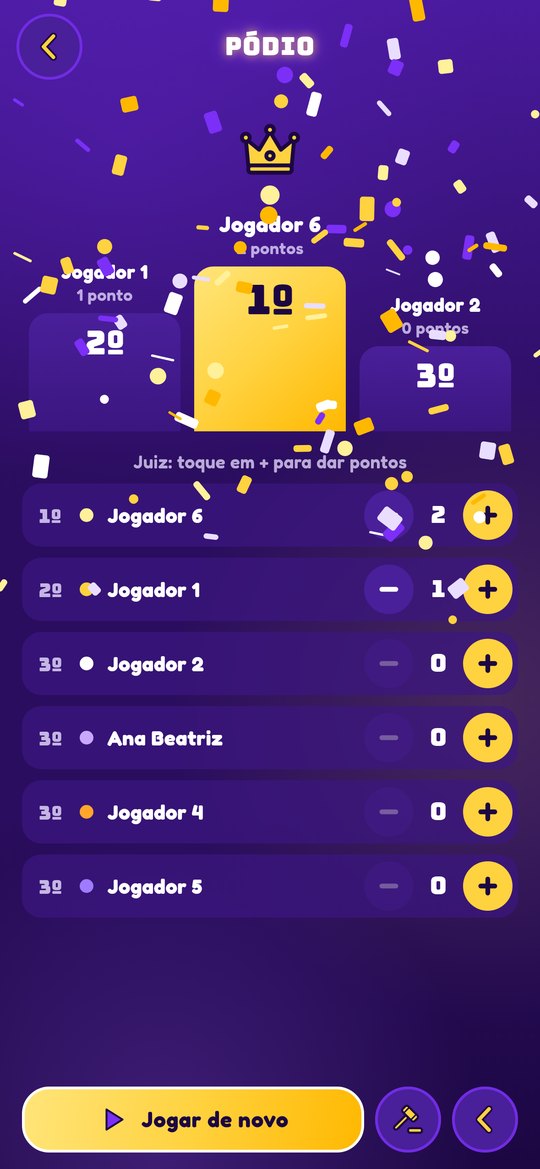 PÓDIO
Jogador 6
pontos
Jogador 1
1 ponto
Jogador 2
0 pontos
1º
2º
3º
Juiz: toque em + para dar pontos
1º Jogador 6 2 +
2º Jogador 1 − 1 +
3º Jogador 2 − 0 +
3º Ana Beatriz − 0 +
3º Jogador 4 − 0 +
3º Jogador 5 − 0 +
Jogar de novo